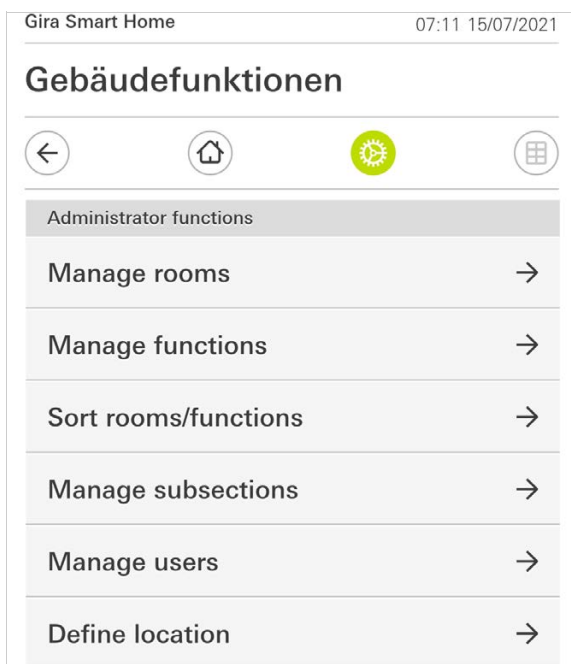 Gira Smart Home 07:11 15/07/2021
Gebäudefunktionen
Administrator functions
Manage rooms
Manage functions
Sort rooms/functions
Manage subsections
Manage users
Define location